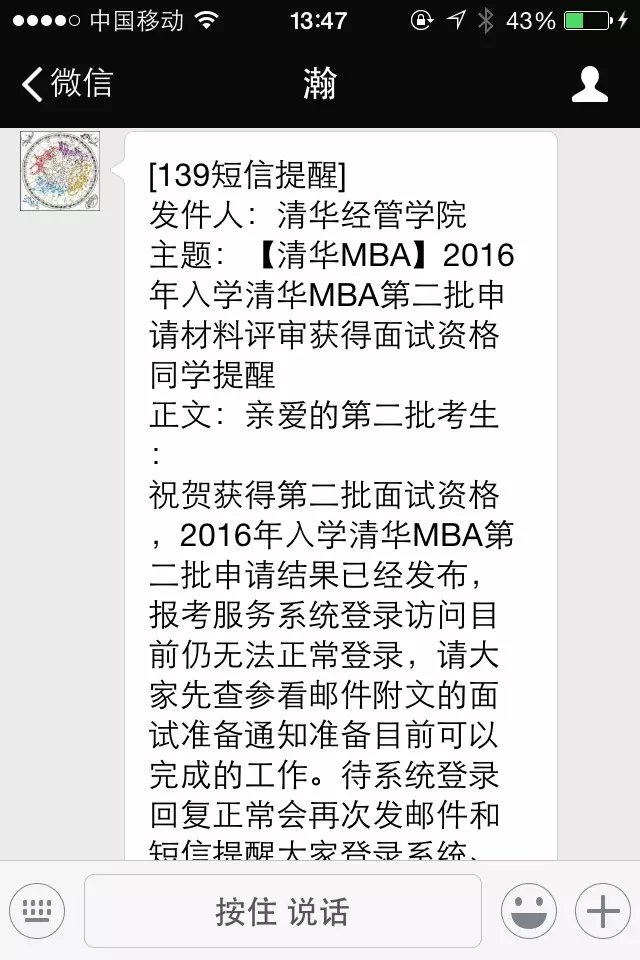 中国移动 13:47 43%
微信 瀚
[139短信提醒]
发件人：清华经管学院
主题：【清华MBA】2016
年入学清华MBA第二批申
请材料评审获得面试资格
同学提醒
正文：亲爱的第二批考生
：
祝贺获得第二批面试资格
，2016年入学清华MBA第
二批申请结果已经发布，
报考服务系统登录访问目
前仍无法正常登录，请大
家先查参看邮件附文的面
试准备通知准备目前可以
完成的工作。待系统登录
回复正常会再次发邮件和
短信提醒大家登录系统、
按住 说话